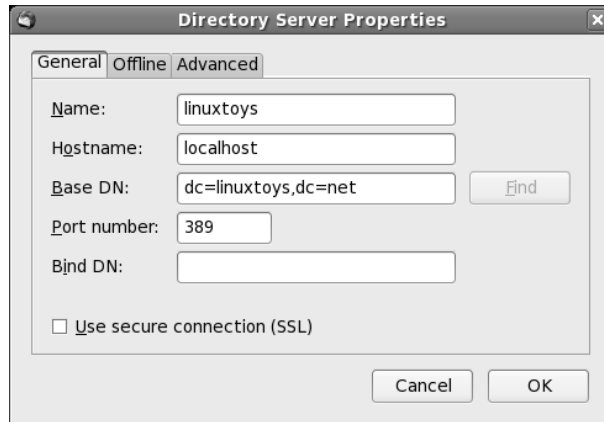 Directory Server Properties
General Offline Advanced
Name: linuxtoys
Hostname: localhost
Base DN: dc=linuxtoys,dc=net Find
Port number: 389
Bind DN:
Use secure connection (SSL)
Cancel OK